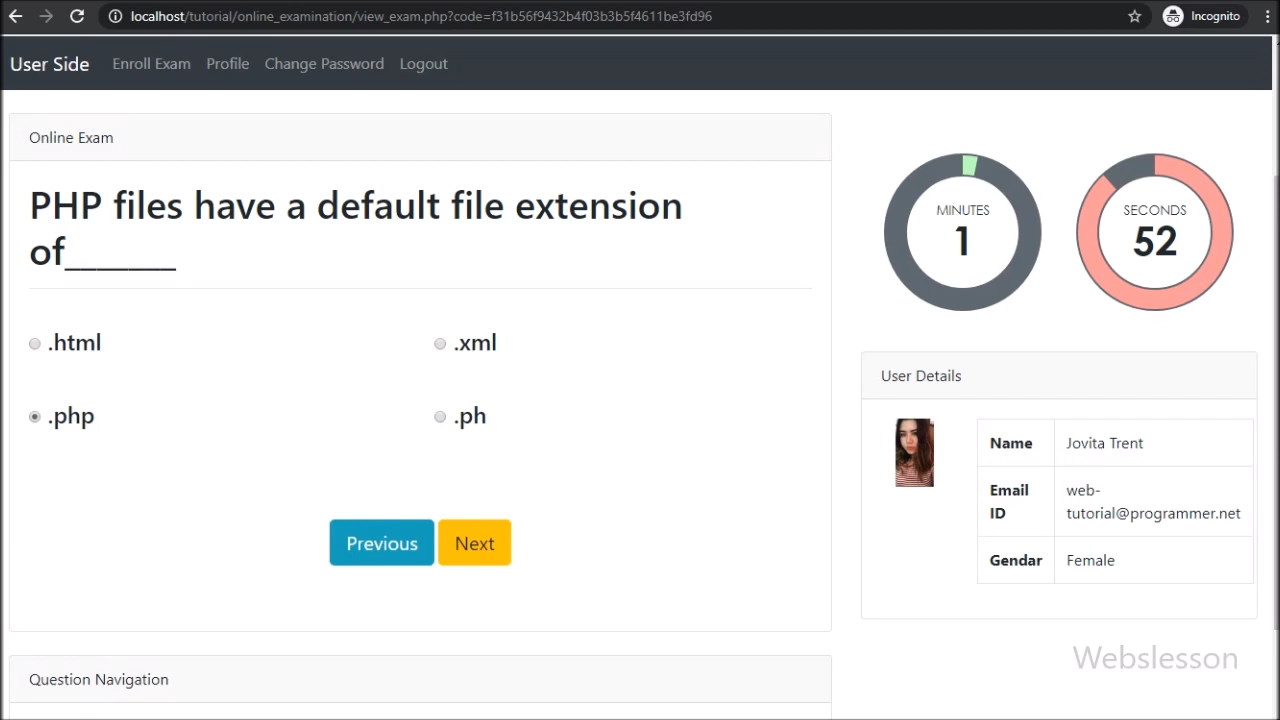 localhost/tutorial/online_examination/view_exam.php?code=f31b56f9432b4f03b3b5f4611be3fd96
Incognito
User Side
Enroll Exam
Profile
Change Password
Logout
Online Exam
PHP files have a default file extension
of_______
.html
.xml
.php
.ph
Previous
Next
Question Navigation
MINUTES
1
SECONDS
52
User Details
Name
Jovita Trent
Email
ID
web-
tutorial@programmer.net
Gendar
Female
Webslesson